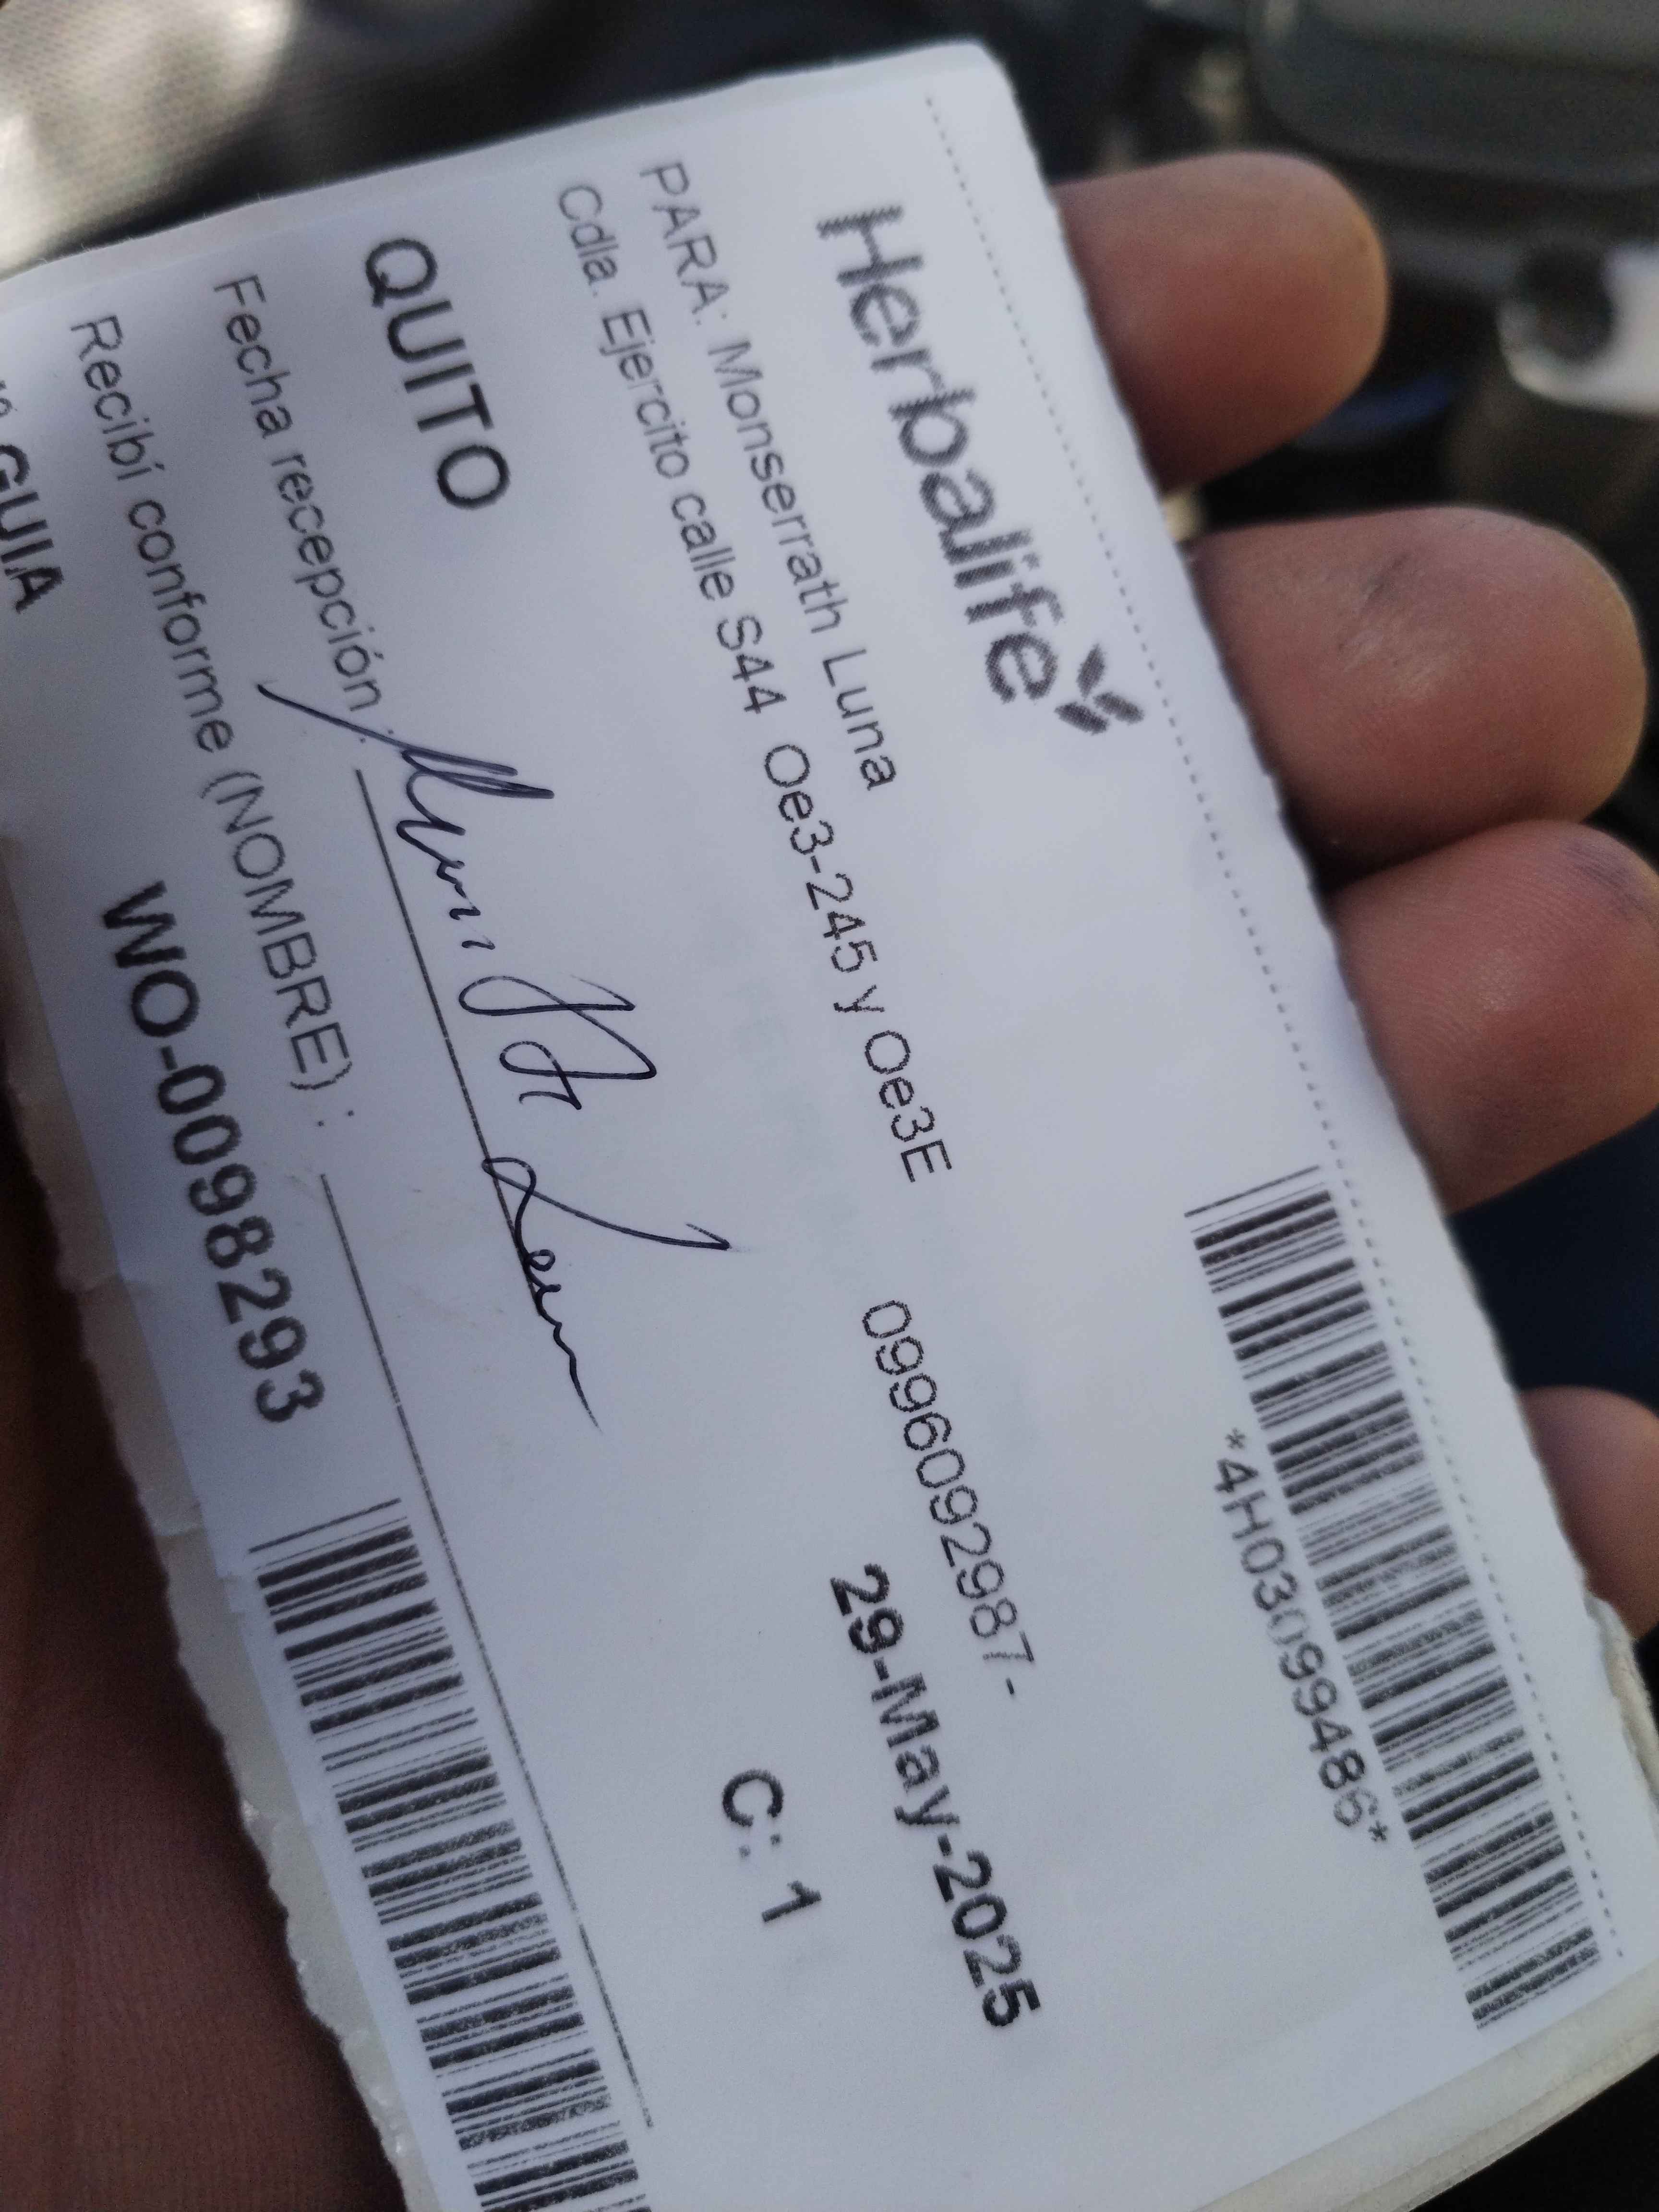 Herbalife
*4H03099486*
PARA: Monserrath Luna
Cdla. Ejercito calle S44 Oe3-245 y Oe3E 0996092987-
29-May-2025
QUITO
C: 1
Fecha recepción :
Recibí conforme (NOMBRE) :
GUIA
WO-0098293